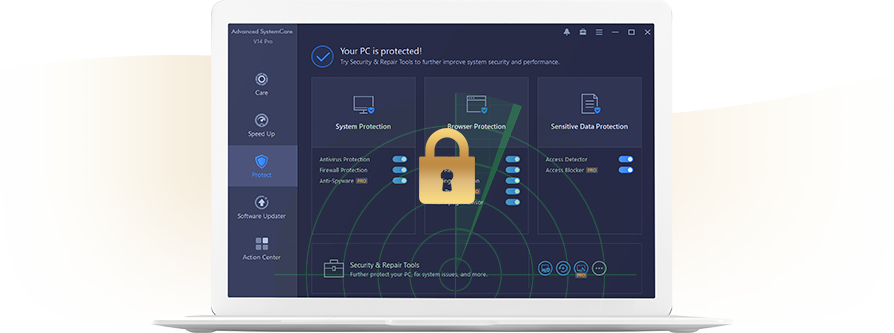 Advanced SystemCare
V14 Pro
Your PC is protected!
Try Security & Repair Tools to further improve system security and performance.
Care
Speed Up
Protect
Software Updater
Action Center
System Protection
Antivirus Protection
Firewall Protection
Anti-Spyware PRO
Browser Protection
Sensitive Data Protection
Access Detector
Access Blocker PRO
Security & Repair Tools
Further protect your PC, fix system issues, and more.
PRO